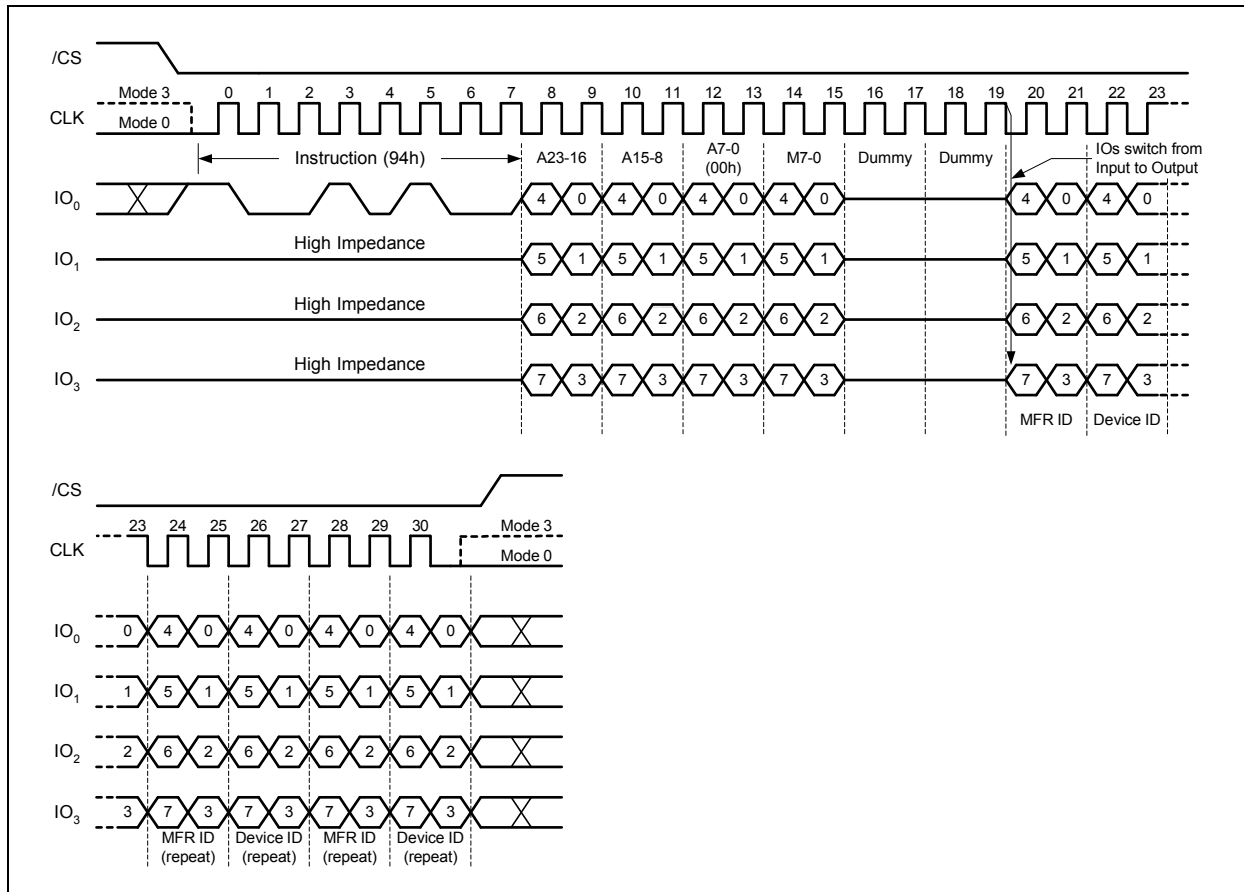 /CS
Mode 3 0 1 2 3 4 5 6 7 8 9 10 11 12 13 14 15 16 17 18 19 20 21 22 23
CLK
Mode 0
Instruction (94h) A23-16 A15-8 A7-0 (00h) M7-0 Dummy Dummy IOs switch from Input to Output
IO0 4 0 4 0 4 0 4 0 4 0 4 0
High Impedance
IO1 5 1 5 1 5 1 5 1 5 1 5 1
High Impedance
IO2 6 2 6 2 6 2 6 2 6 2 6 2
High Impedance
IO3 7 3 7 3 7 3 7 3 7 3 7 3
MFR ID Device ID
/CS
23 24 25 26 27 28 29 30 Mode 3
CLK
Mode 0
IO0 0 4 0 4 0 4 0 4 0
IO1 1 5 1 5 1 5 1 5 1
IO2 2 6 2 6 2 6 2 6 2
IO3 3 7 3 7 3 7 3 7 3
MFR ID Device ID MFR ID Device ID
(repeat) (repeat) (repeat) (repeat)